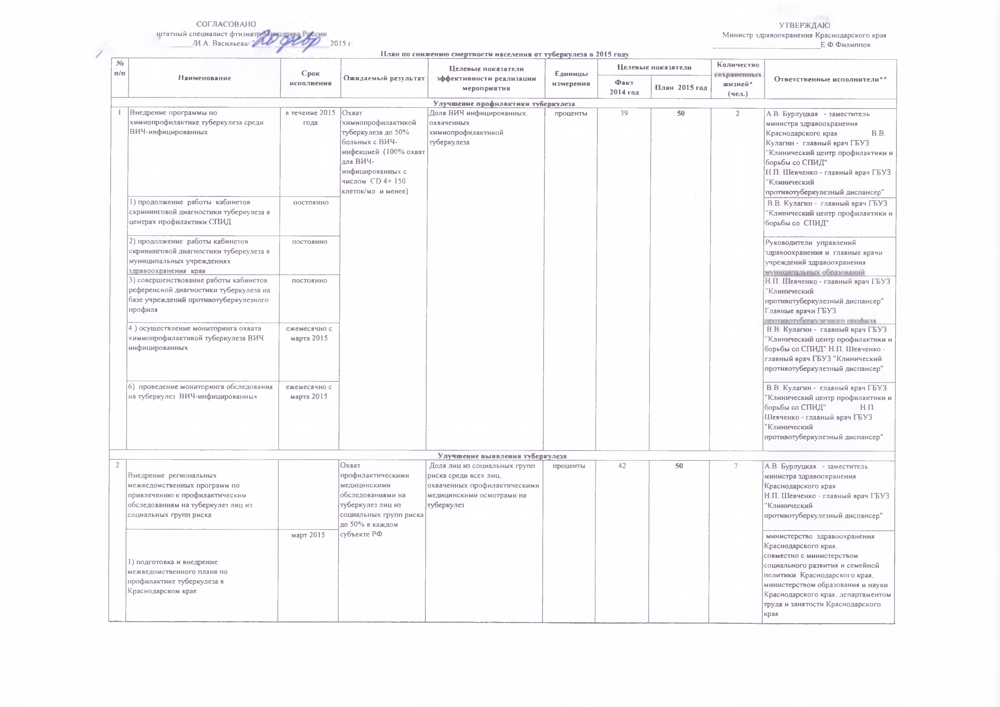 СОГЛАСОВАНО
штатный специалист фтизиатр Минздрава России
/И.А. Васильева/ 20 февр 2015 г
УТВЕРЖДАЮ
Министр здравоохранения Краснодарского края
Е.Ф Филиппов
План по снижению смертности населения от туберкулеза в 2015 году
№ п/п
Наименование
Срок
исполнения
Ожидаемый результат
Целевые показатели
эффективности реализации
мероприятия
Единицы
измерения
Целевые показатели
Факт
2014 год
План 2015 год
Количество
сохраненных
жизней*
(чел.)
Ответственные исполнители**
Улучшение профилактики туберкулеза
1
Внедрение программы по
химиопрофилактике туберкулеза среди
ВИЧ-инфицированных
в течение 2015
года
Охват
химиопрофилактикой
туберкулеза до 50%
больных с ВИЧ-
инфекцией (100% охват
для ВИЧ-
инфицированных с
числом CD 4+ 150
клеток/мл и менее)
Доля ВИЧ инфицированных,
охваченных
химиопрофилактикой
туберкулеза
проценты
39
50
2
А.В. Бурлуцкая - заместитель
министра здравоохранения
Краснодарского края В.В.
Кулагин - главный врач ГБУЗ
"Клинический центр профилактики и
борьбы со СПИД"
Н.П. Шевченко - главный врач ГБУЗ
"Клинический
противотуберкулезный диспансер"
1) продолжение работы кабинетов
скрининговой диагностики туберкулеза в
центрах профилактики СПИД
постоянно
В.В. Кулагин - главный врач ГБУЗ
"Клинический центр профилактики и
борьбы со СПИД"
2) продолжение работы кабинетов
скрининговой диагностики туберкулеза в
муниципальных учреждениях
здравоохранения края
постоянно
Руководители управлений
здравоохранения и главные врачи
учреждений здравоохранения
муниципальных образований
3) совершенствование работы кабинетов
референсной диагностики туберкулеза на
базе учреждений противотуберкулезного
профиля
постоянно
Н.П. Шевченко - главный врач ГБУЗ
"Клинический
противотуберкулезный диспансер"
Главные врачи ГБУЗ
противотуберкулезного профиля
4 ) осуществление мониторинга охвата
химиопрофилактикой туберкулеза ВИЧ
инфицированных
ежемесячно с
марта 2015
В.В. Кулагин - главный врач ГБУЗ
"Клинический центр профилактики и
борьбы со СПИД" Н.П. Шевченко -
главный врач ГБУЗ "Клинический
противотуберкулезный диспансер"
6) проведение мониторинга обследования
на туберкулез ВИЧ-инфицированных
ежемесячно с
марта 2015
В.В. Кулагин - главный врач ГБУЗ
"Клинический центр профилактики и
борьбы со СПИД" Н.П.
Шевченко - главный врач ГБУЗ
"Клинический
противотуберкулезный диспансер"
Улучшение выявления туберкулеза
2
Внедрение региональных
межведомственных программ по
привлечению к профилактическим
обследованиям на туберкулез лиц из
социальных групп риска
Охват
профилактическими
медицинскими
обследованиями на
туберкулез лиц из
социальных групп риска
до 50% в каждом
субъекте РФ
Доля лиц из социальных групп
риска среди всех лиц,
охваченных профилактическими
медицинскими осмотрами на
туберкулез
проценты
42
50
7
А.В Бурлуцкая - заместитель
министра здравоохранения
Краснодарского края
Н.П. Шевченко - главный врач ГБУЗ
"Клинический
противотуберкулезный диспансер"
1) подготовка и внедрение
межведомственного плана по
профилактике туберкулеза в
Краснодарском крае
март 2015
министерство здравоохранения
Краснодарского края,
совместно с министерством
социального развития и семейной
политики Краснодарского края,
министерством образования и науки
Краснодарского края, департаментом
труда и занятости Краснодарского
края